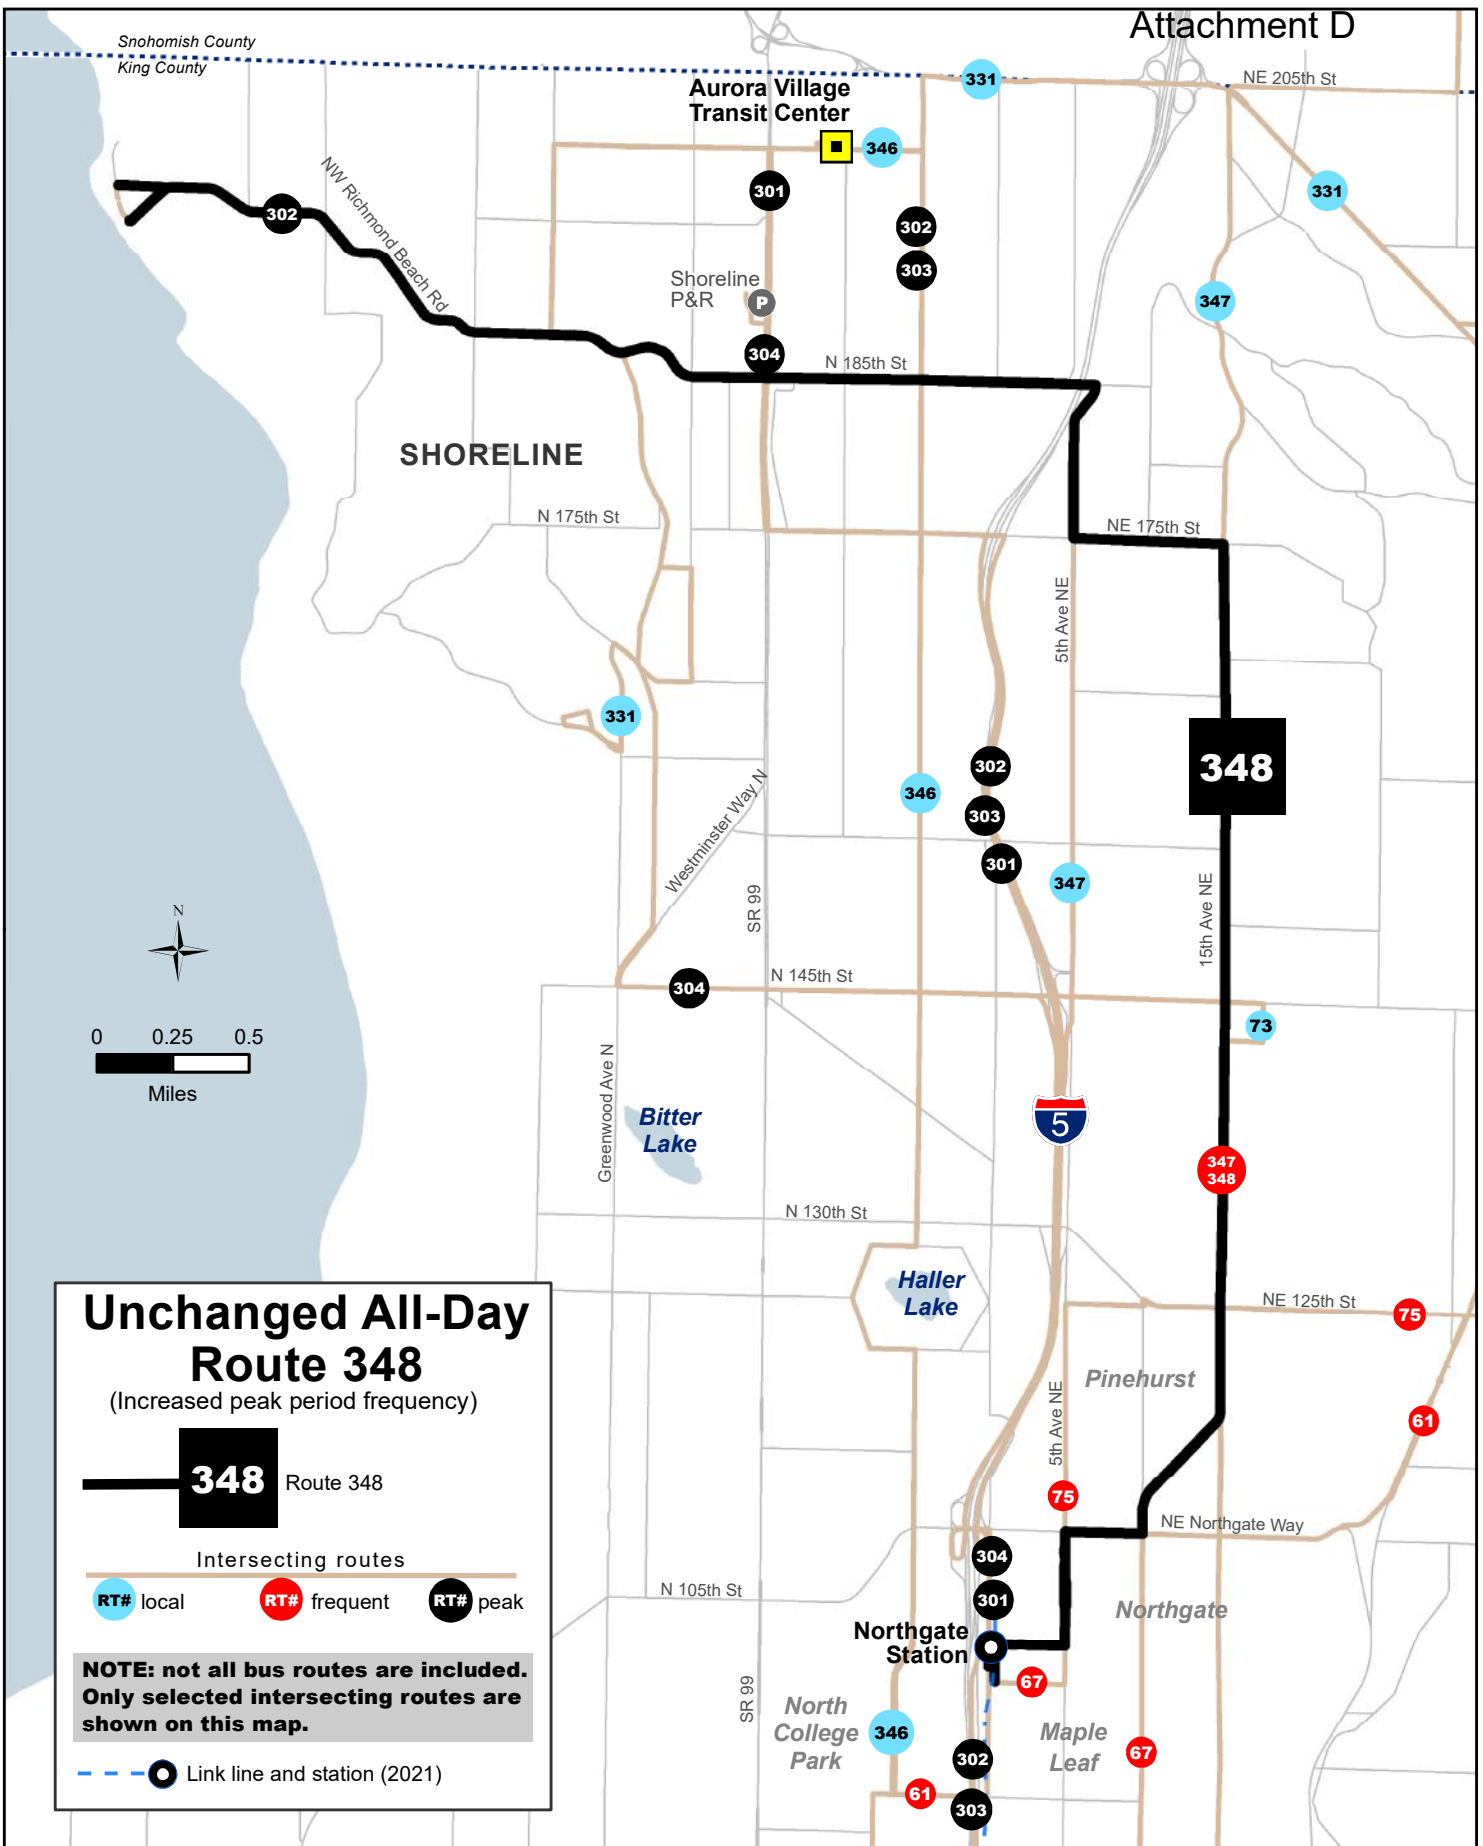 Attachment D
Snohomish County
King County
331
NE 205th St
Aurora Village
Transit Center
346
301
331
302
NW Richmond Beach Rd
302
303
Shoreline
P&R
P
347
304
N 185th St
SHORELINE
N 175th St
NE 175th St
5th Ave NE
331
302
348
346
303
Westminster Way N
301
347
SR 99
15th Ave NE
N
304
N 145th St
73
0 0.25 0.5
Miles
Greenwood Ave N
Bitter
Lake
5
347
348
N 130th St
Haller
Lake
NE 125th St
75
Pinehurst
5th Ave NE
61
75
NE Northgate Way
304
N 105th St
301
Northgate
Northgate
Station
67
SR 99
North
College
Park
346
Maple
Leaf
67
302
61
303
Unchanged All-Day
Route 348
(Increased peak period frequency)
348 Route 348
Intersecting routes
RT# local RT# frequent RT# peak
NOTE: not all bus routes are included.
Only selected intersecting routes are
shown on this map.
Link line and station (2021)